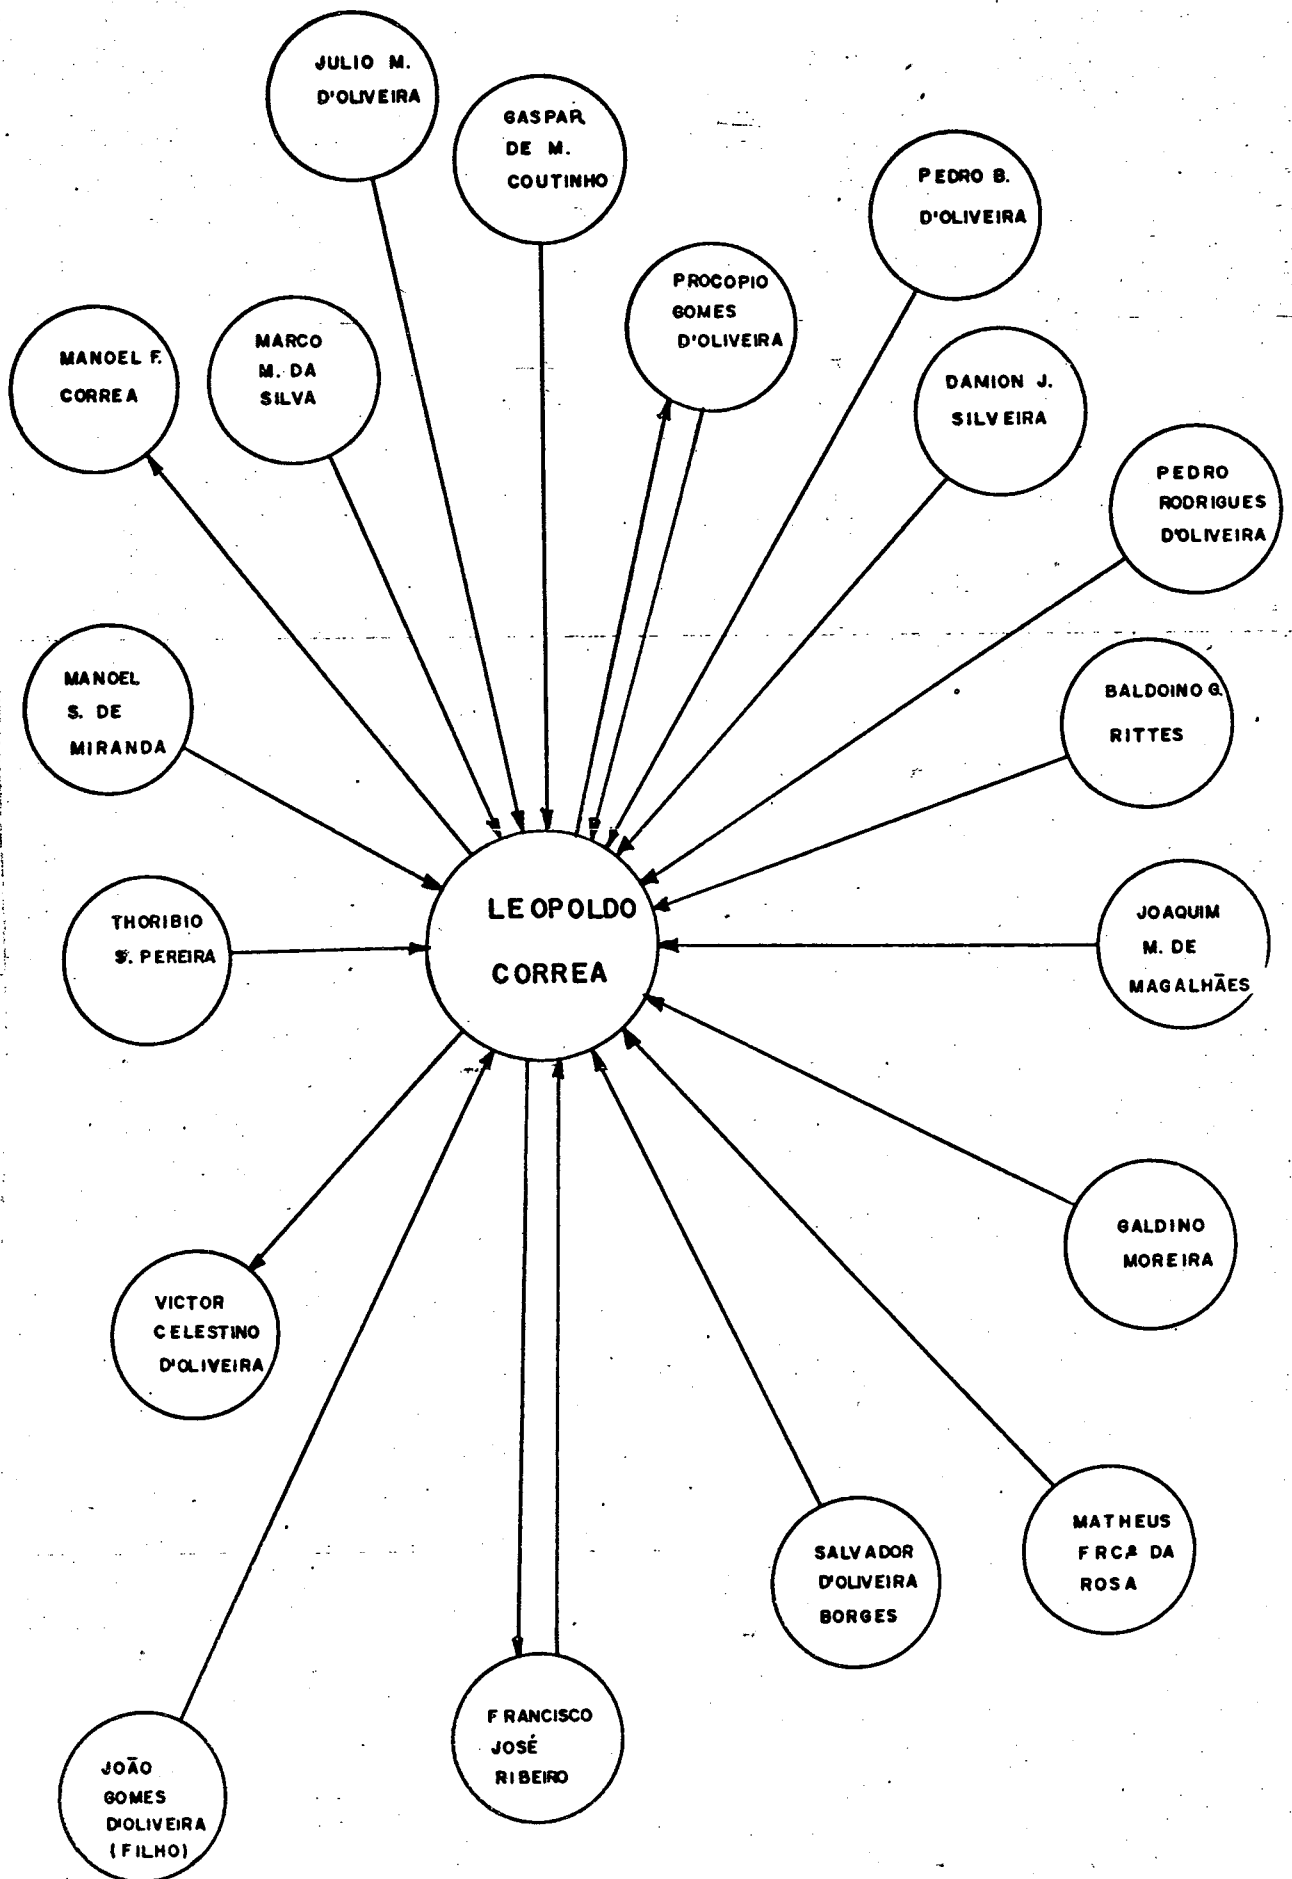 JULIO M.
D'OLIVEIRA
GASPAR
DE M.
COUTINHO
PEDRO B.
D'OLIVEIRA
PROCOPIO
GOMES
D'OLIVEIRA
MARCO
M. DA
SILVA
MANOEL F.
CORREA
DAMION J.
SILVEIRA
PEDRO
RODRIGUES
D'OLIVEIRA
MANOEL
S. DE
MIRANDA
BALDOINO G.
RITTES
THORIBIO
S. PEREIRA
LEOPOLDO
CORREA
JOAQUIM
M. DE
MAGALHÃES
GALDINO
MOREIRA
VICTOR
CELESTINO
D'OLIVEIRA
SALVADOR
D'OLIVEIRA
BORGES
MATHEUS
FRCº DA
ROSA
FRANCISCO
JOSÉ
RIBEIRO
JOÃO
GOMES
D'OLIVEIRA
(FILHO)